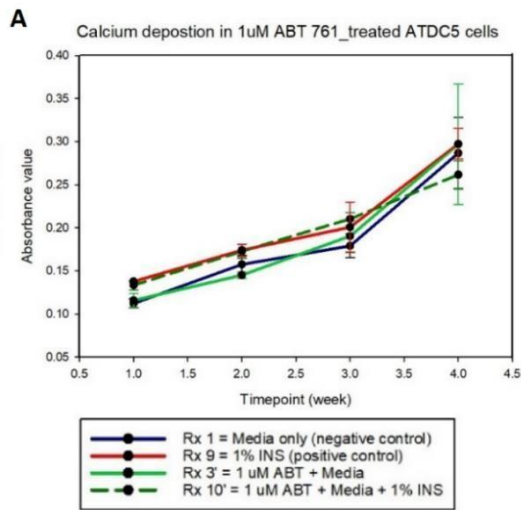 A
Calcium depostion in 1uM ABT 761_treated ATDC5 cells
0.40
0.35
0.30
0.25
0.20
0.15
0.10
0.05
Absorbance value
0.5 1.0 1.5 2.0 2.5 3.0 3.5 4.0 4.5
Timepoint (week)
Rx 1 = Media only (negative control)
Rx 9 = 1% INS (positive control)
Rx 3' = 1 uM ABT + Media
Rx 10' = 1 uM ABT + Media + 1% INS